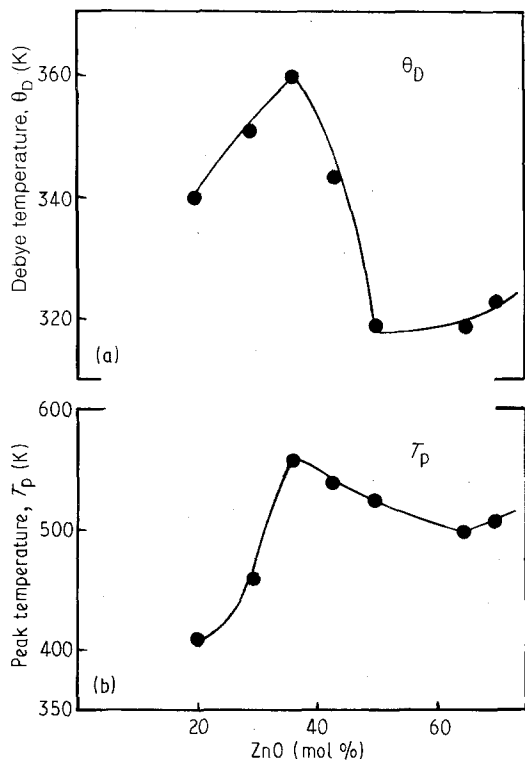 360
340
320
Debye temperature, θD (K)
θD
(a)
600
500
400
350
Peak temperature, Tp (K)
Tp
(b)
20 40 60
ZnO (mol %)